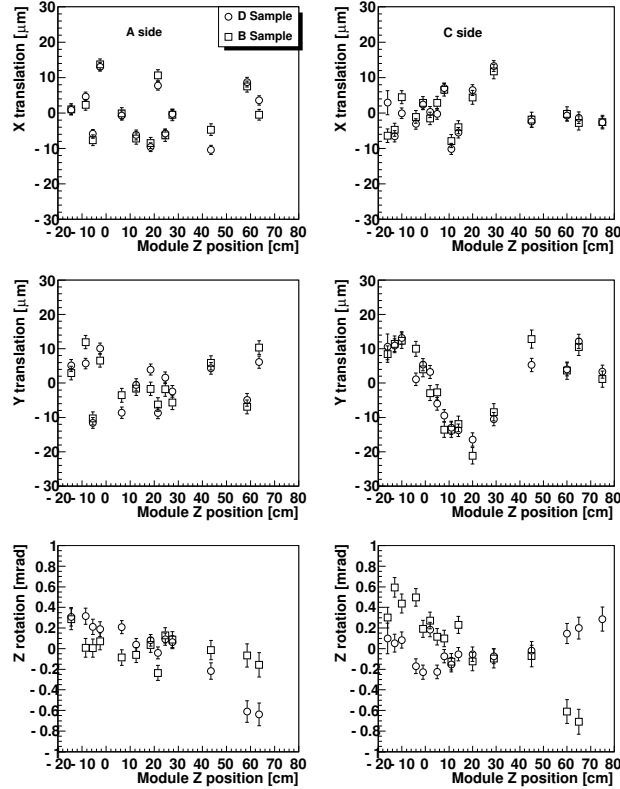 A side
D Sample
B Sample
X translation [μm]
30
20
10
0
- 10
- 20
- 30
- 20 - 10 0 10 20 30 40 50 60 70 80
Module Z position [cm]
C side
X translation [μm]
30
20
10
0
- 10
- 20
- 30
- 20 - 10 0 10 20 30 40 50 60 70 80
Module Z position [cm]
Y translation [μm]
30
20
10
0
- 10
- 20
- 30
- 20 - 10 0 10 20 30 40 50 60 70 80
Module Z position [cm]
Y translation [μm]
30
20
10
0
- 10
- 20
- 30
- 20 - 10 0 10 20 30 40 50 60 70 80
Module Z position [cm]
Z rotation [mrad]
1
0.8
0.6
0.4
0.2
0
- 0.2
- 0.4
- 0.6
- 0.8
- 1
- 20 - 10 0 10 20 30 40 50 60 70 80
Module Z position [cm]
Z rotation [mrad]
1
0.8
0.6
0.4
0.2
0
- 0.2
- 0.4
- 0.6
- 0.8
- 1
- 20 - 10 0 10 20 30 40 50 60 70 80
Module Z position [cm]